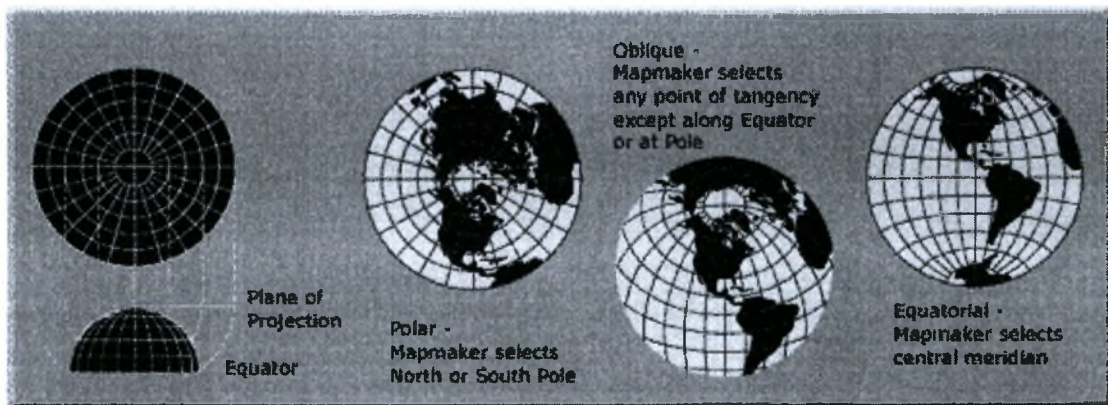 Plane of
Projection
Equator
Polar -
Mapmaker selects
North or South Pole
Oblique -
Mapmaker selects
any point of tangency
except along Equator
or at Pole
Equatorial -
Mapmaker selects
central meridian